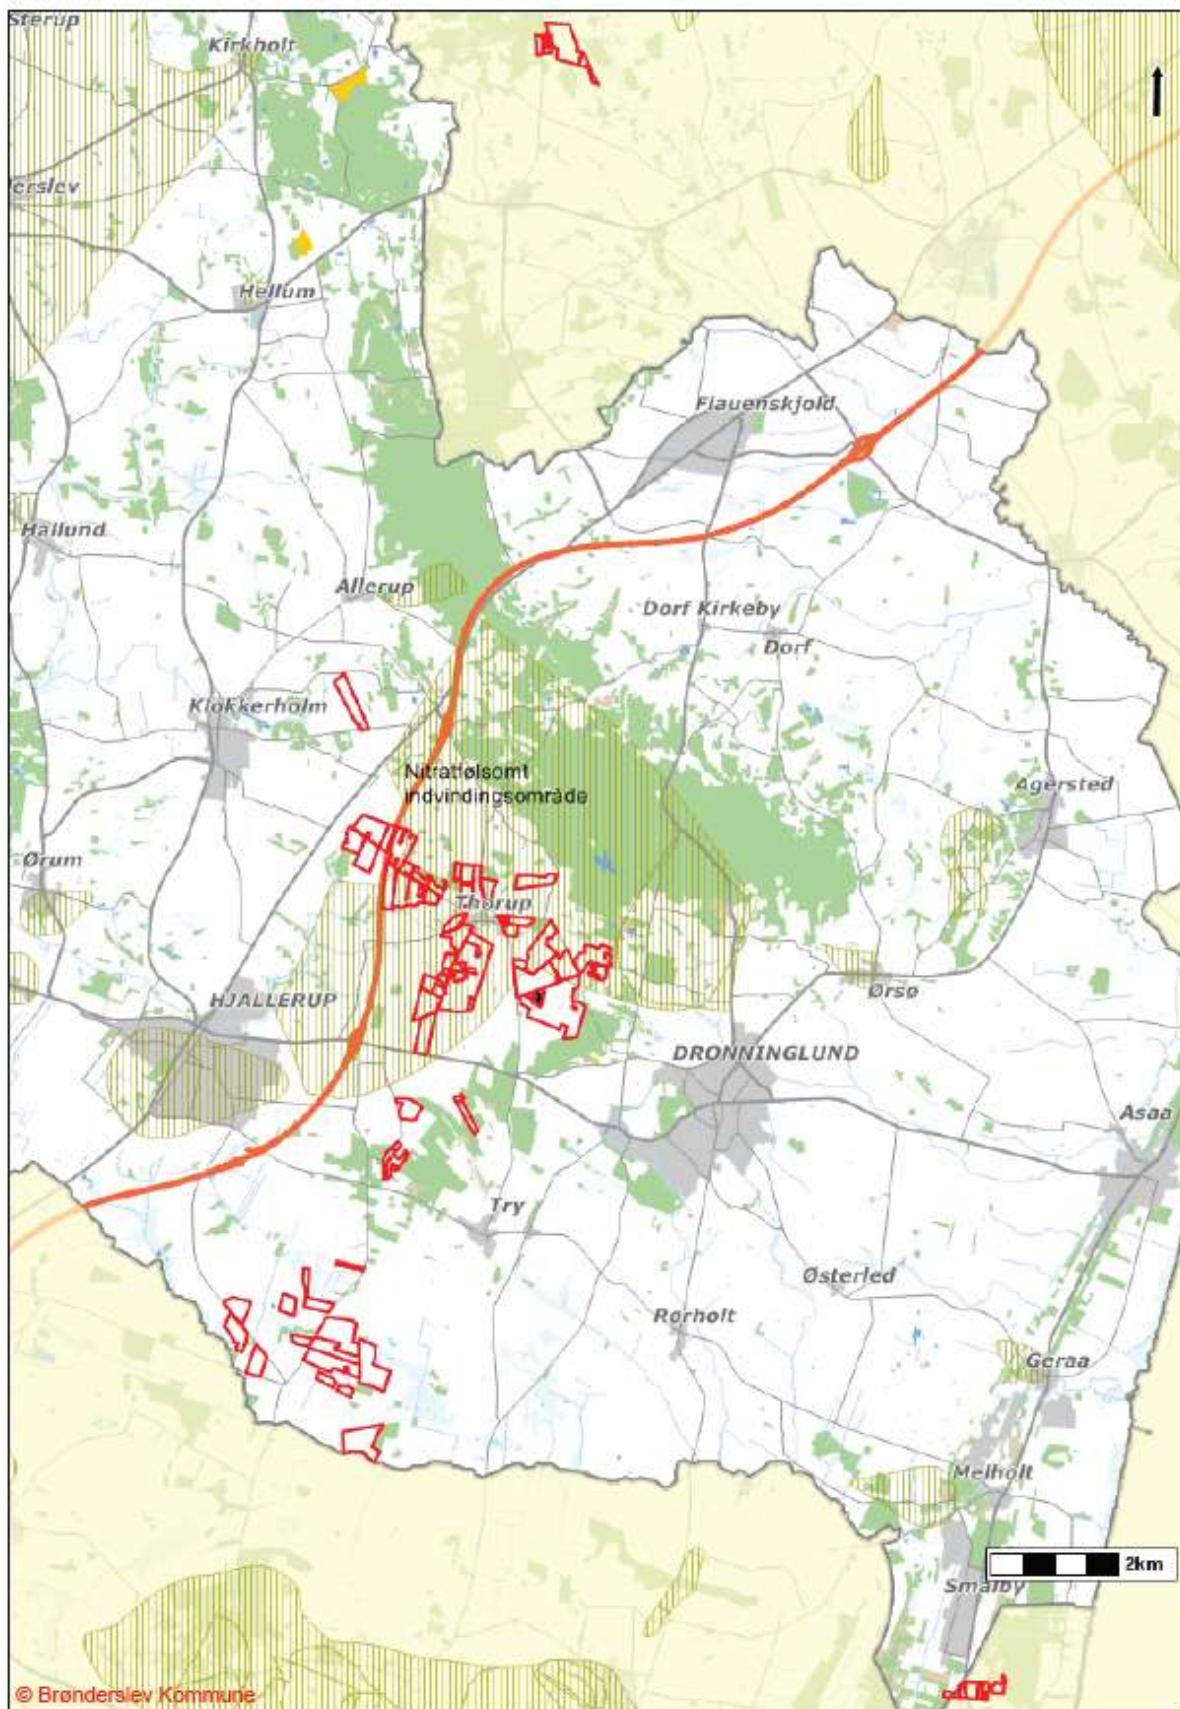 Sterup
Kirkholt
erslev
Hellum
Flauenskjold
Hallund
Allerup
Dorf Kirkeby
Dorf
Klokkerholm
Nitratfølsomt
indvindingsområde
Agersted
Ørum
Thorup
HJALLERUP
Ørsø
DRONNINGLUND
Asaa
Try
Østerled
Rørholt
Geraa
Melholt
2km
Smalby
© Brønderslev Kommune